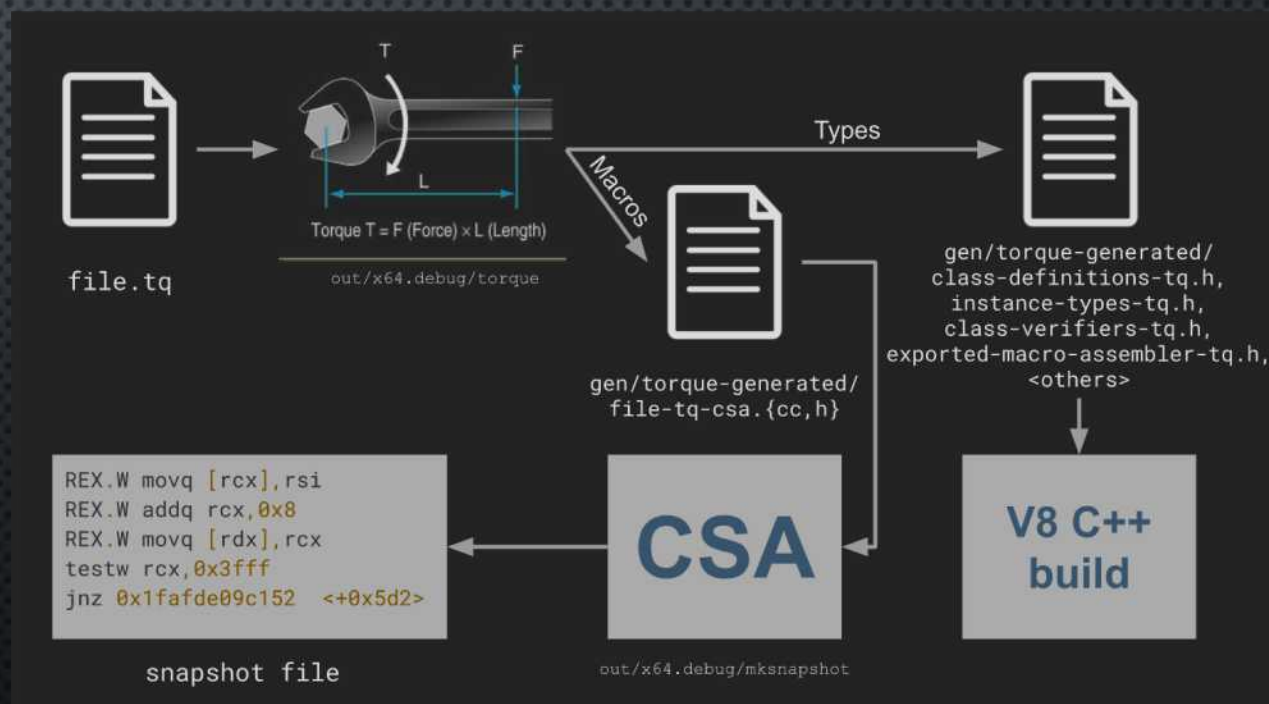 T
F
L
Torque T = F (Force) × L (Length)
file.tq
out/x64.debug/torque
Macros
Types
gen/torque-generated/
file-tq-csa.{cc,h}
gen/torque-generated/
class-definitions-tq.h,
instance-types-tq.h,
class-verifiers-tq.h,
exported-macro-assembler-tq.h,
<others>
REX.W movq [rcx],rsi
REX.W addq rcx,0x8
REX.W movq [rdx],rcx
testw rcx,0x3fff
jnz 0x1fafde09c152 <+0x5d2>
snapshot file
CSA
out/x64.debug/mksnapshot
V8 C++
build